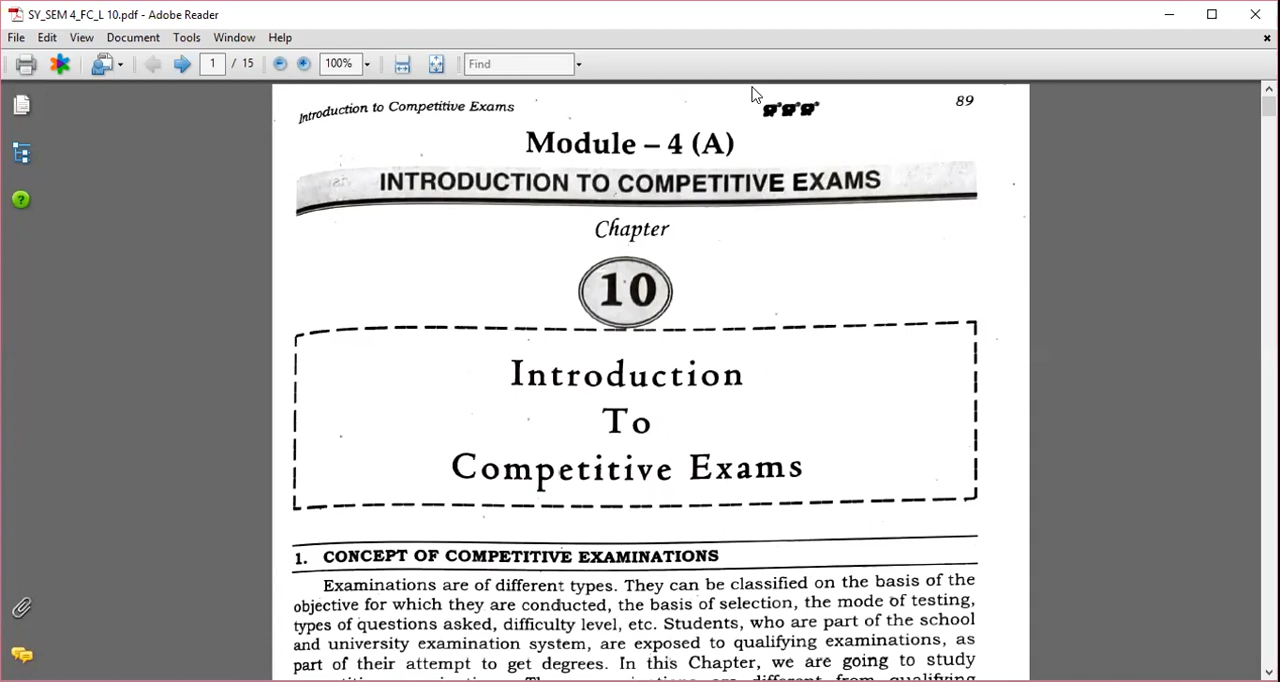 SY_SEM 4_FC_L 10.pdf - Adobe Reader
File Edit View Document Tools Window Help
1 / 15 100% Find
Introduction to Competitive Exams 89
Module – 4 (A)
INTRODUCTION TO COMPETITIVE EXAMS
Chapter
10
Introduction
To
Competitive Exams
1. CONCEPT OF COMPETITIVE EXAMINATIONS
Examinations are of different types. They can be classified on the basis of the
objective for which they are conducted, the basis of selection, the mode of testing,
types of questions asked, difficulty level, etc. Students, who are part of the school
and university examination system, are exposed to qualifying examinations, as
part of their attempt to get degrees. In this Chapter, we are going to study